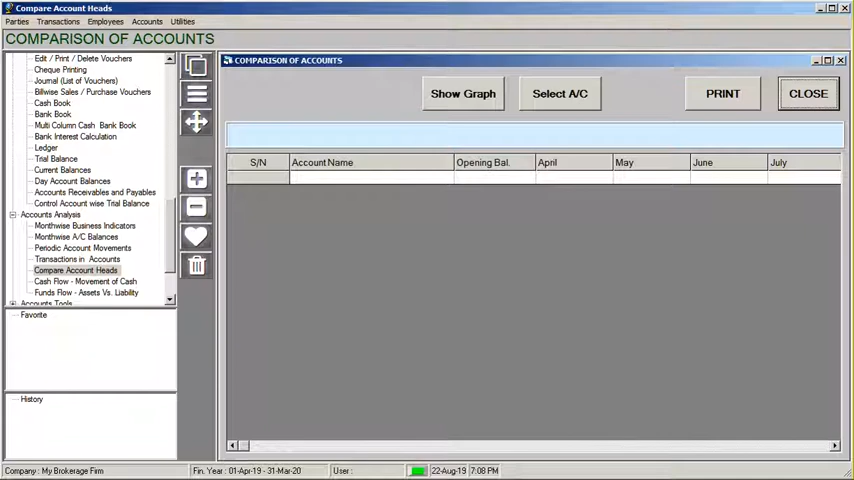 Compare Account Heads
Parties Transactions Employees Accounts Utilities
COMPARISON OF ACCOUNTS
Edit / Print / Delete Vouchers
Cheque Printing
Journal (List of Vouchers)
Billwise Sales / Purchase Vouchers
Cash Book
Bank Book
Multi Column Cash Bank Book
Bank Interest Calculation
Ledger
Trial Balance
Current Balances
Day Account Balances
Accounts Receivables and Payables
Control Account wise Trial Balance
Accounts Analysis
Monthwise Business Indicators
Monthwise A/C Balances
Periodic Account Movements
Transactions in Accounts
Compare Account Heads
Cash Flow - Movement of Cash
Funds Flow - Assets Vs. Liability
Accounts Tools
Favorite
History
COMPARISON OF ACCOUNTS
Show Graph Select A/C PRINT CLOSE
S/N Account Name Opening Bal. April May June July
Company : My Brokerage Firm Fin. Year : 01-Apr-19 - 31-Mar-20 User : 22-Aug-19 7:08 PM